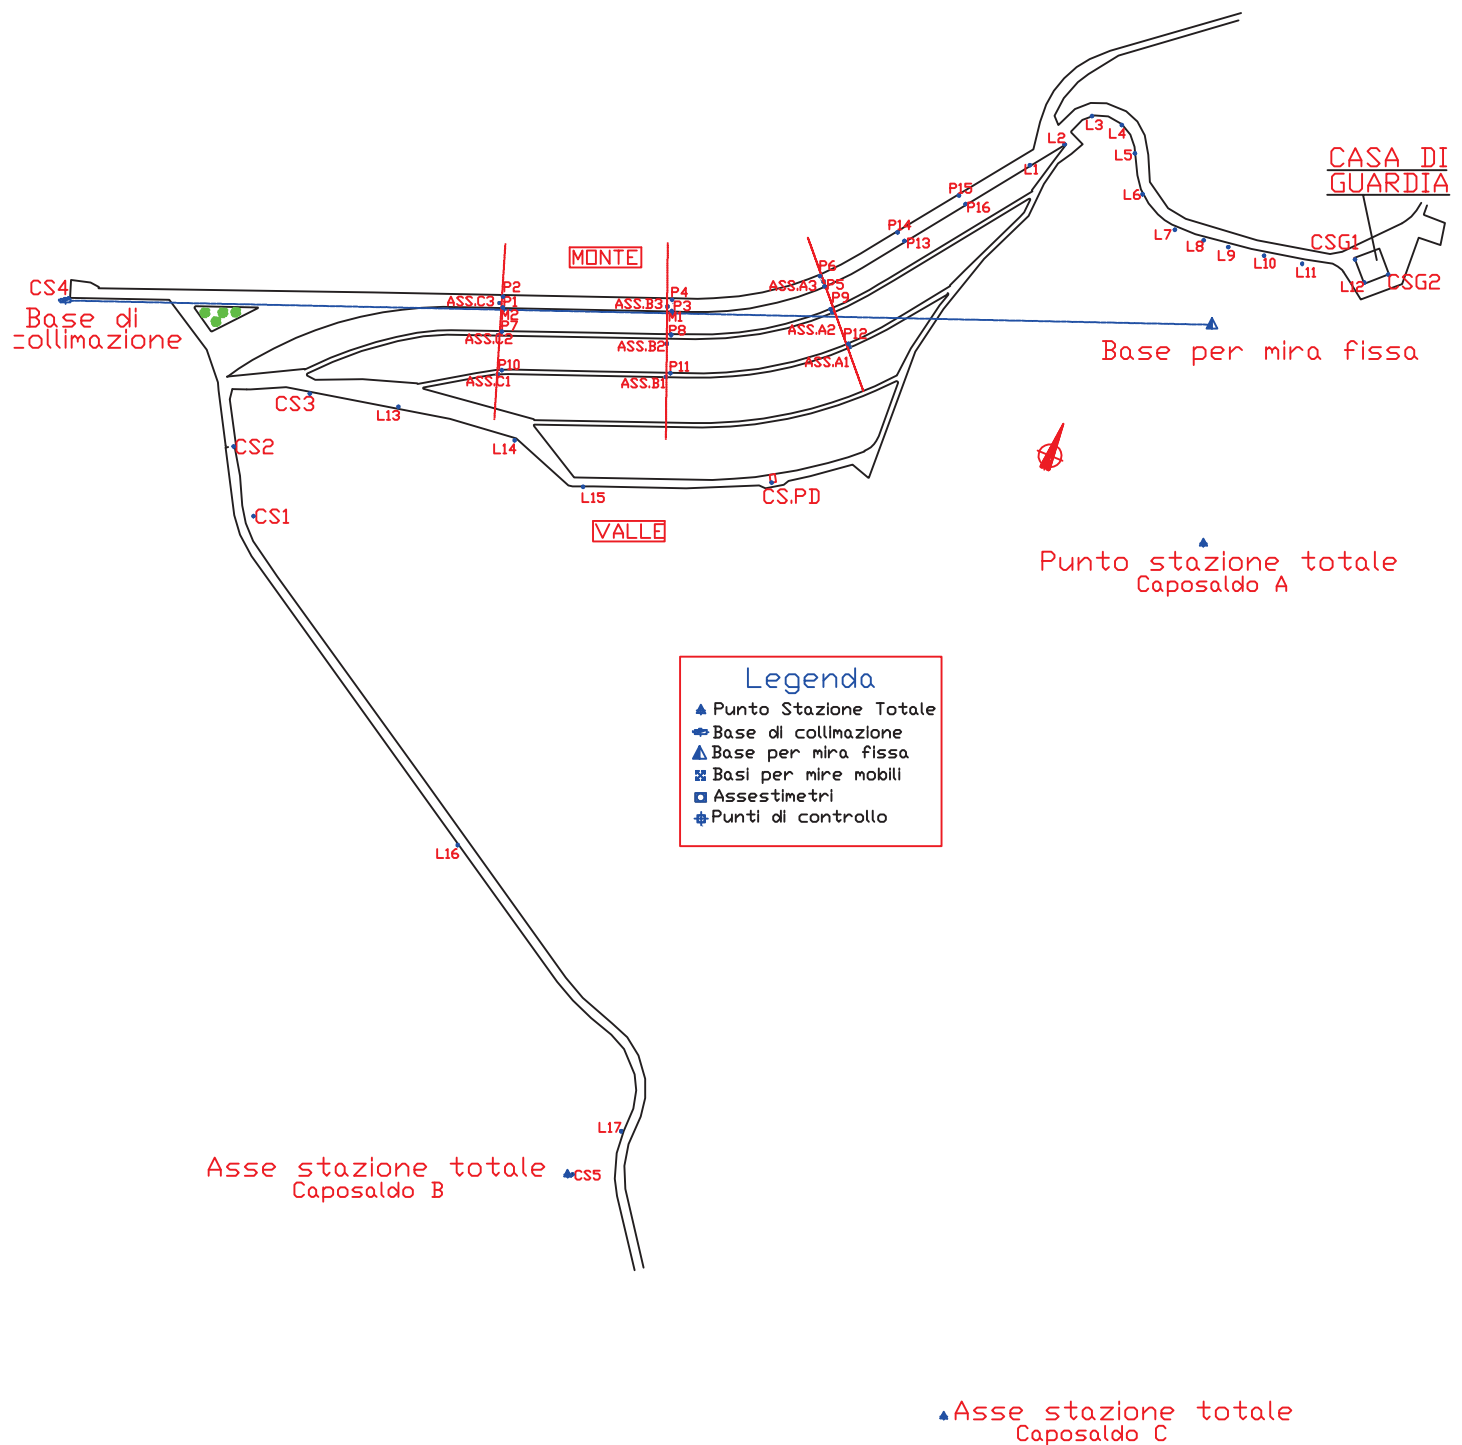 L3
L4
L2
L5
CASA DI
GUARDIA
L1
P15
L6
P16
P14
L7
P13
L8
CSG1
L9
MONTE
L10
L11
P6
CSG2
CS4
P2
P4
ASS.A3
P5
L12
ASS.C3
P1
ASS.B3
P3
P9
Base di
M2
M1
P7
P8
ASS.A2
P12
collimazione
ASS.C2
ASS.B2
Base per mira fissa
P10
P11
ASS.A1
ASS.C1
ASS.B1
CS3
L13
CS2
L14
L15
CS.PD
CS1
VALLE
Punto stazione totale
Caposaldo A
Legenda
Punto Stazione Totale
Base di collimazione
Base per mira fissa
Basi per mire mobili
Assestimetri
Punti di controllo
L16
L17
Asse stazione totale
Caposaldo B
CS5
Asse stazione totale
Caposaldo C